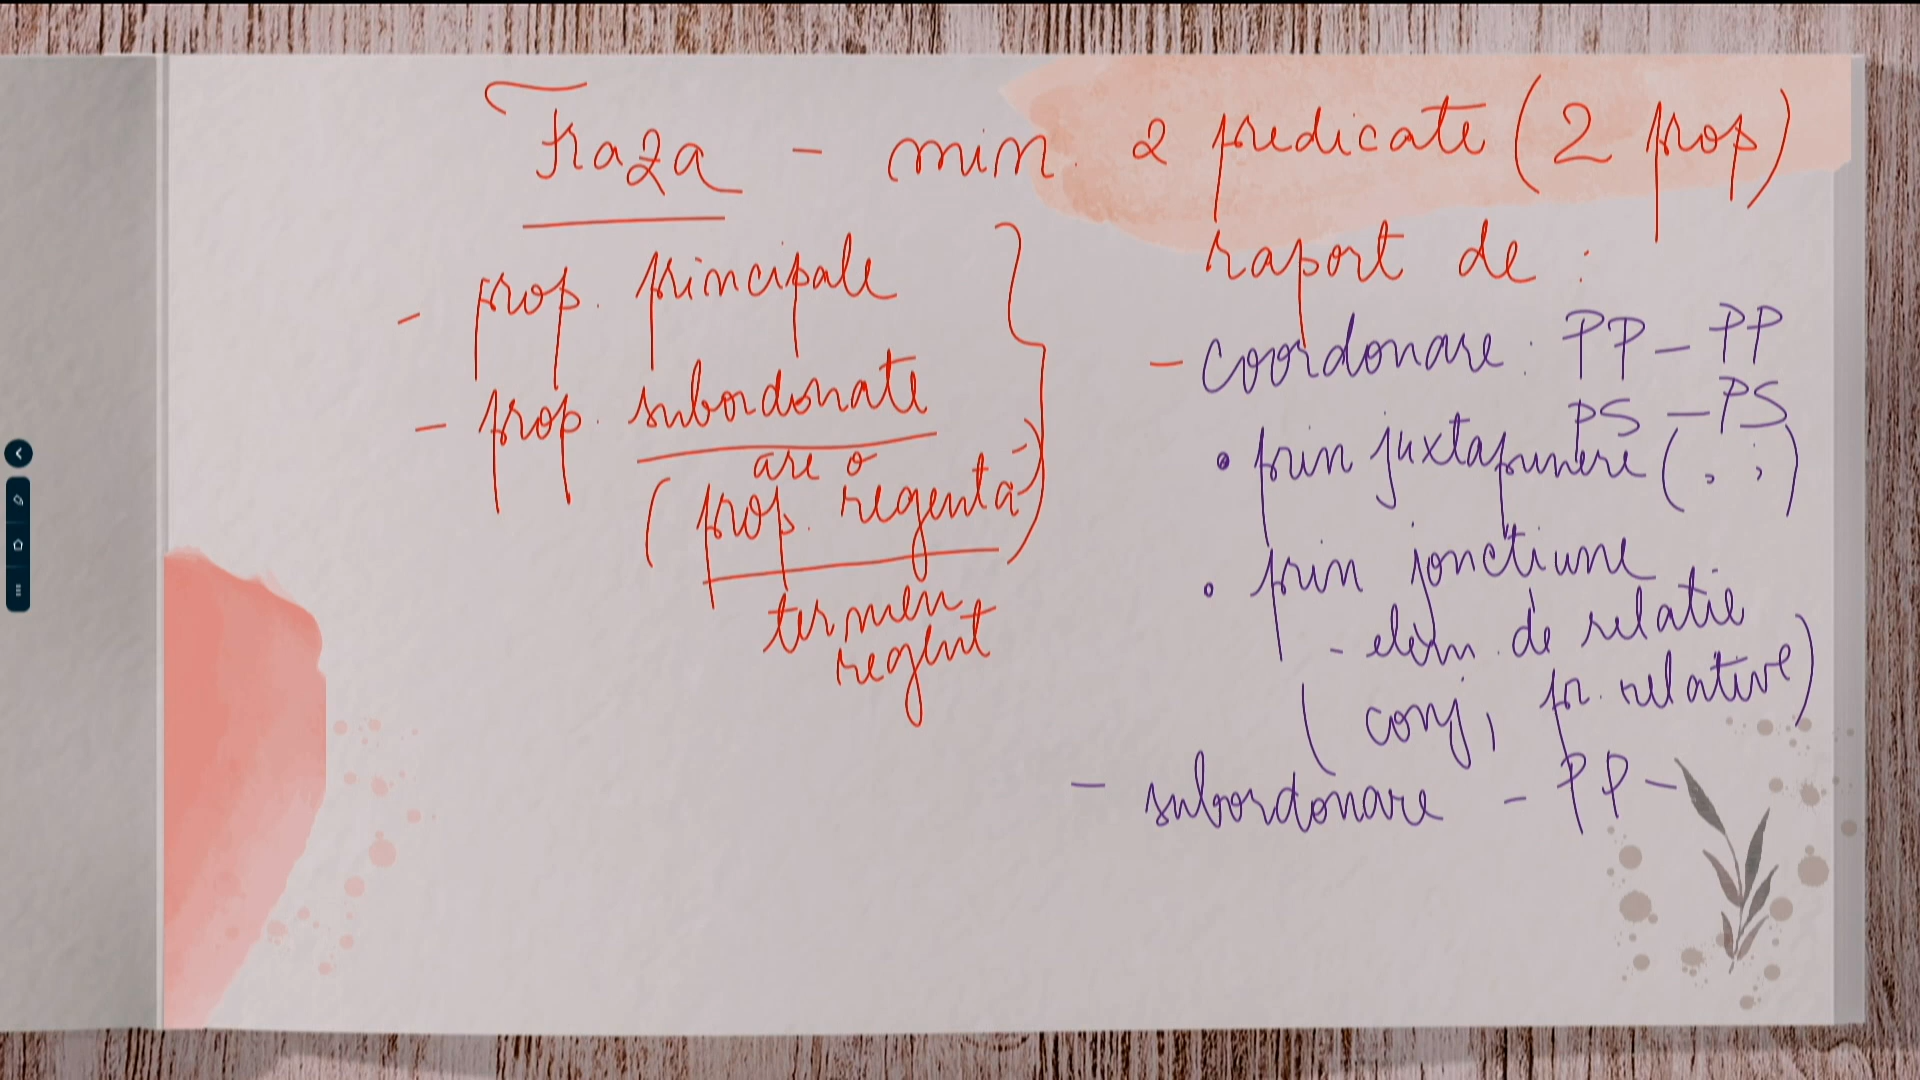 Fraza - min. 2 predicate (2 prop)
- prop. principale
- prop. subordonate
(are o
prop. regentă)
termen
regent
raport de :
- coordonare : PP - PP
PS - PS
• prin juxtapunere (, ;)
• prin joncțiune
- elem. de relatie
(conj, pr. relative)
- subordonare - PP -